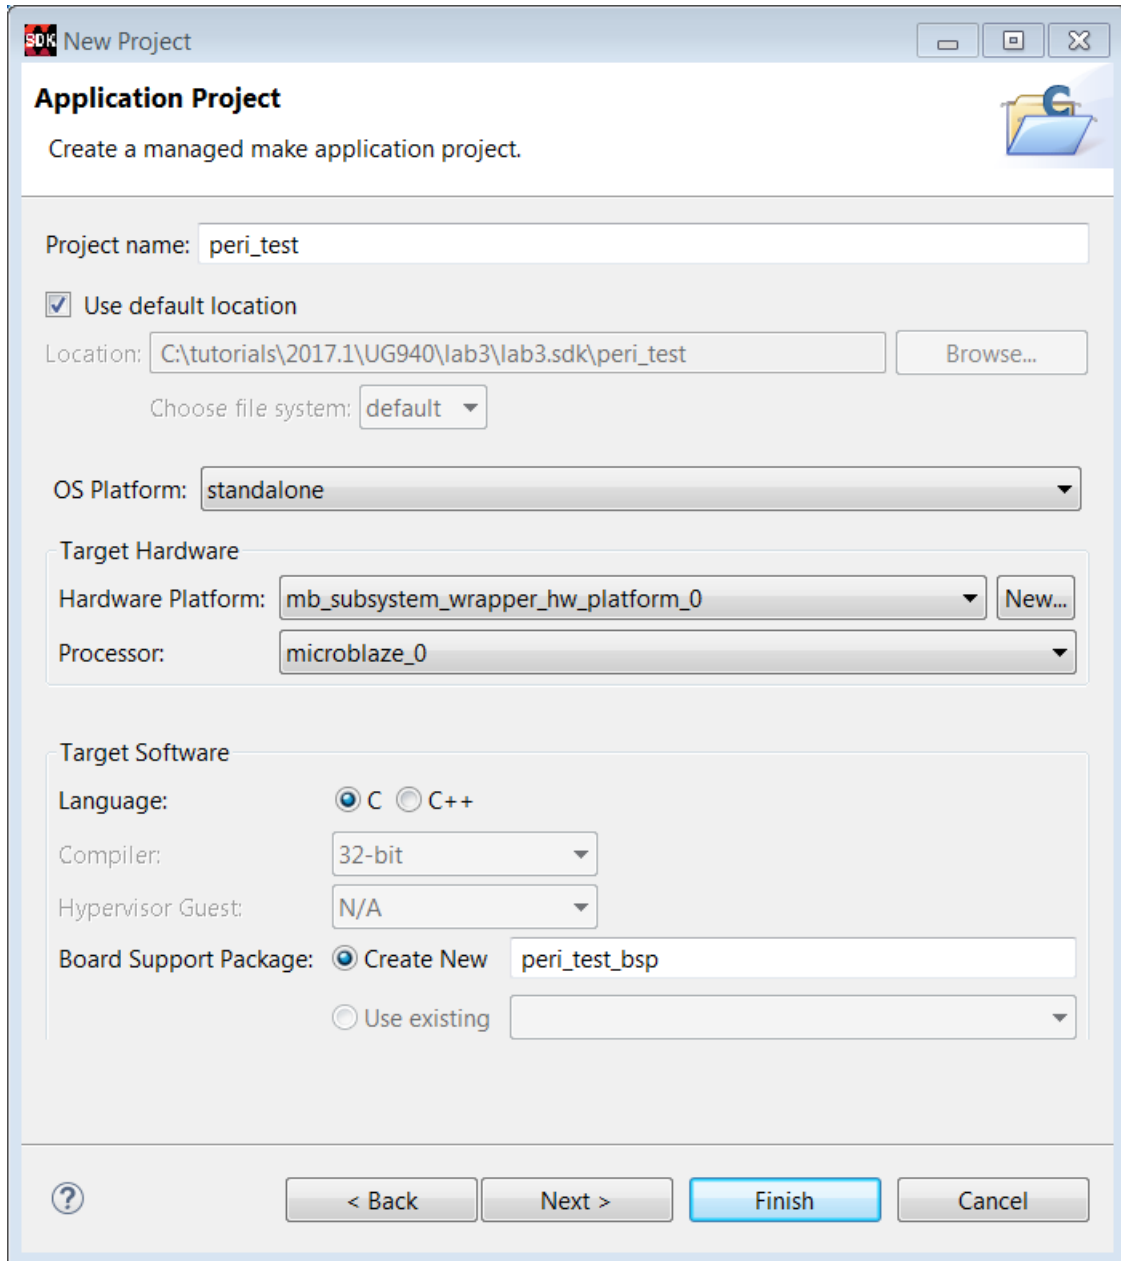 SDK New Project
Application Project
Create a managed make application project.
C
Project name: peri_test
Use default location
Location: C:\tutorials\2017.1\UG940\lab3\lab3.sdk\peri_test Browse...
Choose file system: default
OS Platform: standalone
Target Hardware
Hardware Platform: mb_subsystem_wrapper_hw_platform_0 New...
Processor: microblaze_0
Target Software
Language: C C++
Compiler: 32-bit
Hypervisor Guest: N/A
Board Support Package: Create New peri_test_bsp
Use existing
? < Back Next > Finish Cancel